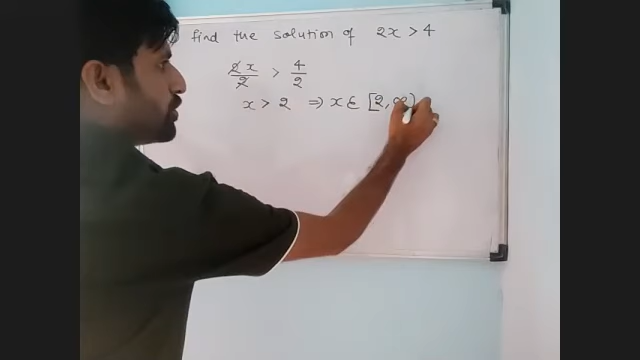 find the solution of 2x > 4
2x/2 > 4/2
x > 2 ⇒ x ∈ [2, ∞)